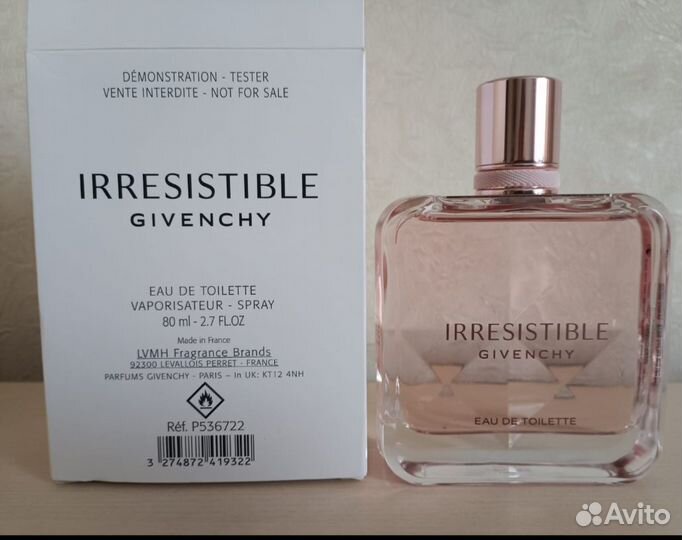 DÉMONSTRATION - TESTER
VENTE INTERDITE - NOT FOR SALE
IRRESISTIBLE
GIVENCHY
EAU DE TOILETTE
VAPORISATEUR - SPRAY
80 ml - 2.7 FL.OZ
Made in France
LVMH Fragrance Brands
92300 LEVALLOIS PERRET - FRANCE
PARFUMS GIVENCHY - PARIS – In UK: KT12 4NH
Réf. P536722
3 274872 419322
IRRESISTIBLE
GIVENCHY
EAU DE TOILETTE
Avito